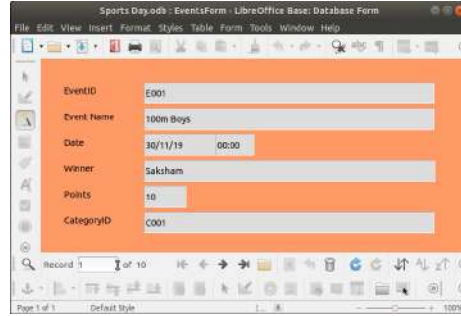 Sports Day.odb : EventsForm - LibreOffice Base: Database Form
File Edit View Insert Format Styles Table Form Tools Window Help
EventID E001
Event Name 100m Boys
Date 30/11/19 00:00
Winner Saksham
Points 10
CategoryID C001
Record 1 of 10
Page 1 of 1 Default Style 100%